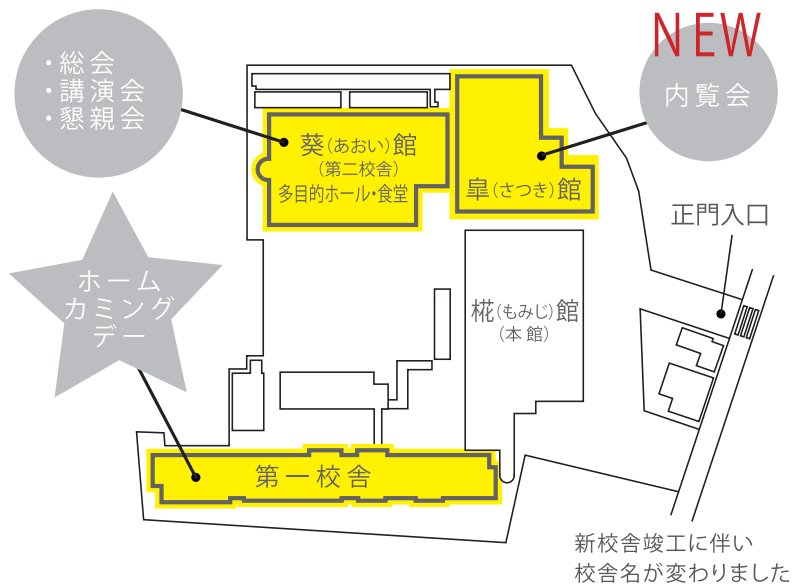 ・総会
・講演会
・懇親会
NEW
内覧会
葵(あおい)館
(第二校舎)
多目的ホール・食堂
皐(さつき)館
正門入口
ホーム
カミング
デー
椛(もみじ)館
(本館)
第一校舎
新校舎竣工に伴い
校舎名が変わりました